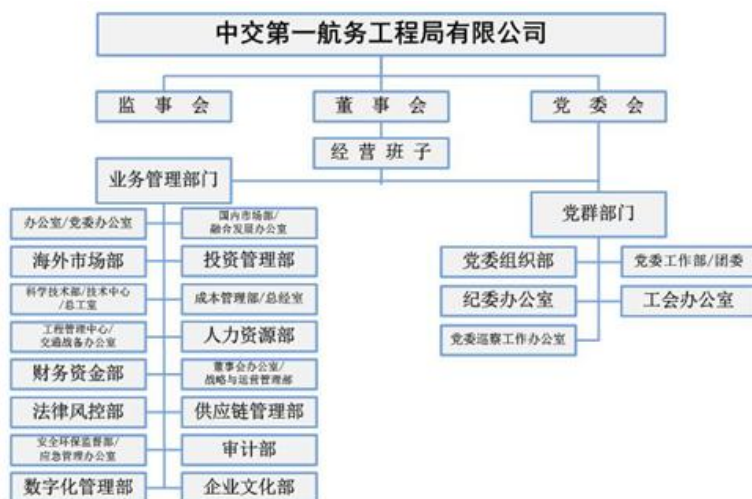 中交第一航务工程局有限公司
监事会
董事会
党委会
经营班子
业务管理部门
党群部门
办公室/党委办公室
国内市场部/
融合发展办公室
海外市场部
投资管理部
科学技术部/技术中心
/总工室
成本管理部/总经室
工程管理中心/
交通战备办公室
人力资源部
财务资金部
董事会办公室/
战略与运营管理部
法律风控部
供应链管理部
安全环保监督部/
应急管理办公室
审计部
数字化管理部
企业文化部
党委组织部
党委工作部/团委
纪委办公室
工会办公室
党委巡察工作办公室